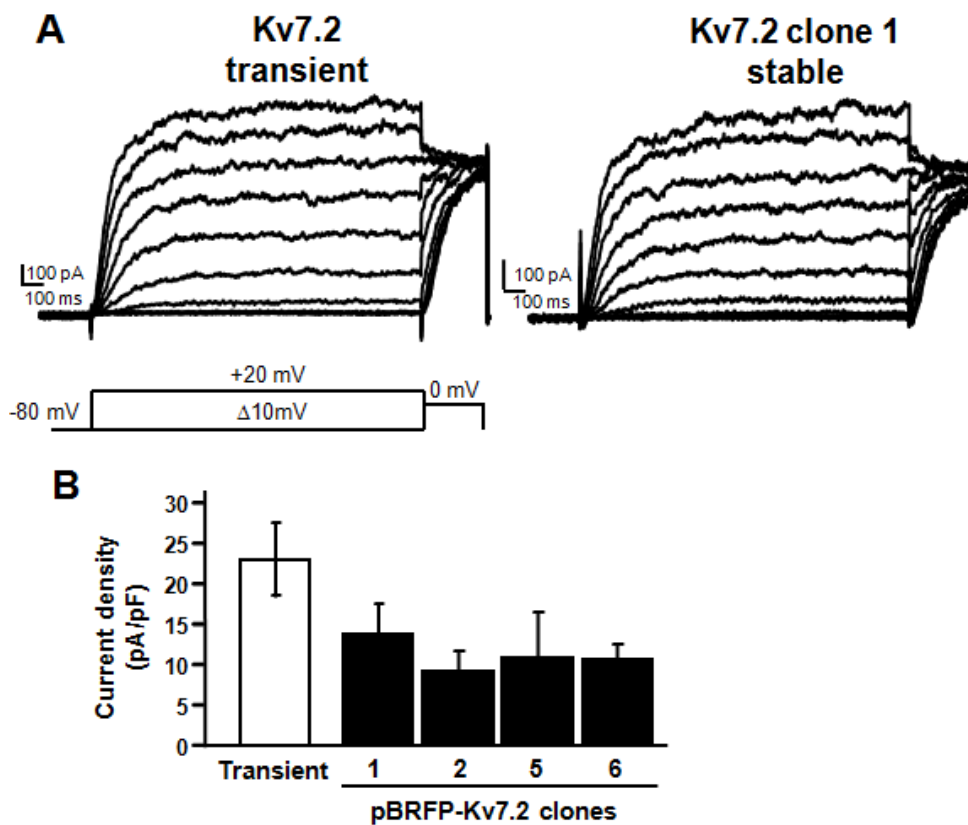 A
Kv7.2
transient
Kv7.2 clone 1
stable
100 pA
100 ms
100 pA
100 ms
+20 mV
0 mV
-80 mV
Δ10mV
B
Current density
(pA/pF)
30
25
20
15
10
5
0
Transient
1
2
5
6
pBRFP-Kv7.2 clones